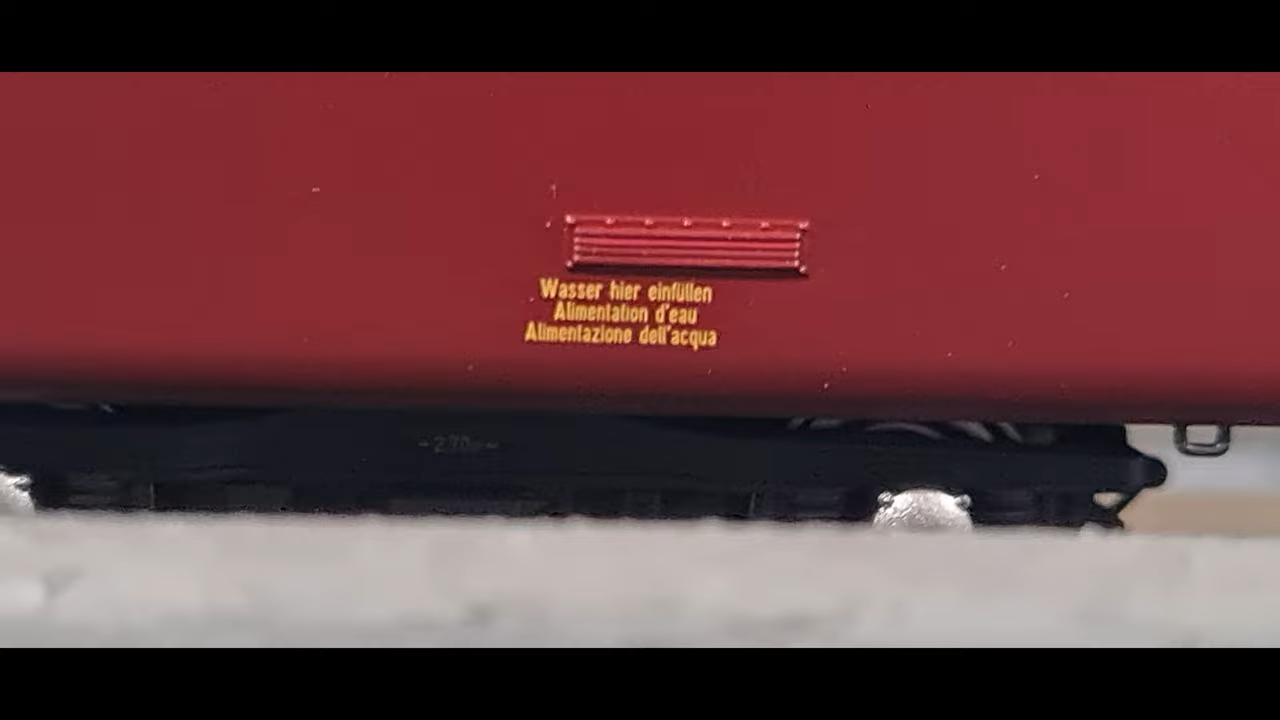 Wasser hier einfüllen
Alimentation d'eau
Alimentazione dell'acqua